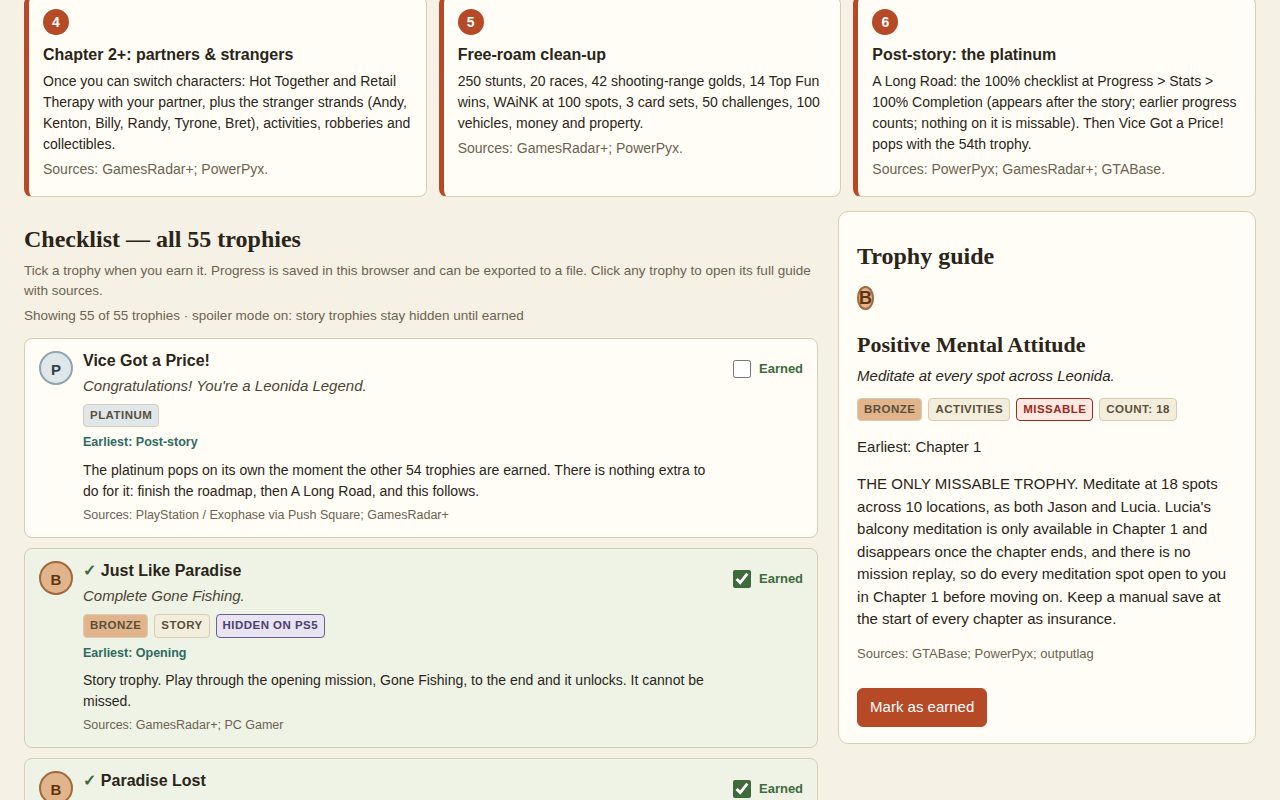 4
Chapter 2+: partners & strangers
Once you can switch characters: Hot Together and Retail
Therapy with your partner, plus the stranger strands (Andy,
Kenton, Billy, Randy, Tyrone, Bret), activities, robberies and
collectibles.
Sources: GamesRadar+; PowerPyx.
5
Free-roam clean-up
250 stunts, 20 races, 42 shooting-range golds, 14 Top Fun
wins, WAiNK at 100 spots, 3 card sets, 50 challenges, 100
vehicles, money and property.
Sources: GamesRadar+; PowerPyx.
6
Post-story: the platinum
A Long Road: the 100% checklist at Progress > Stats >
100% Completion (appears after the story; earlier progress
counts; nothing on it is missable). Then Vice Got a Price!
pops with the 54th trophy.
Sources: PowerPyx; GamesRadar+; GTABase.
Checklist — all 55 trophies
Tick a trophy when you earn it. Progress is saved in this browser and can be exported to a file. Click any trophy to open its full guide
with sources.
Showing 55 of 55 trophies · spoiler mode on: story trophies stay hidden until earned
P
Vice Got a Price!
Earned
Congratulations! You're a Leonida Legend.
PLATINUM
Earliest: Post-story
The platinum pops on its own the moment the other 54 trophies are earned. There is nothing extra to
do for it: finish the roadmap, then A Long Road, and this follows.
Sources: PlayStation / Exophase via Push Square; GamesRadar+
B
✓ Just Like Paradise
Earned
Complete Gone Fishing.
BRONZE STORY HIDDEN ON PS5
Earliest: Opening
Story trophy. Play through the opening mission, Gone Fishing, to the end and it unlocks. It cannot be
missed.
Sources: GamesRadar+; PC Gamer
B
✓ Paradise Lost
Earned
Trophy guide
B
Positive Mental Attitude
Meditate at every spot across Leonida.
BRONZE ACTIVITIES MISSABLE COUNT: 18
Earliest: Chapter 1
THE ONLY MISSABLE TROPHY. Meditate at 18 spots
across 10 locations, as both Jason and Lucia. Lucia's
balcony meditation is only available in Chapter 1 and
disappears once the chapter ends, and there is no
mission replay, so do every meditation spot open to you
in Chapter 1 before moving on. Keep a manual save at
the start of every chapter as insurance.
Sources: GTABase; PowerPyx; outputlag
Mark as earned